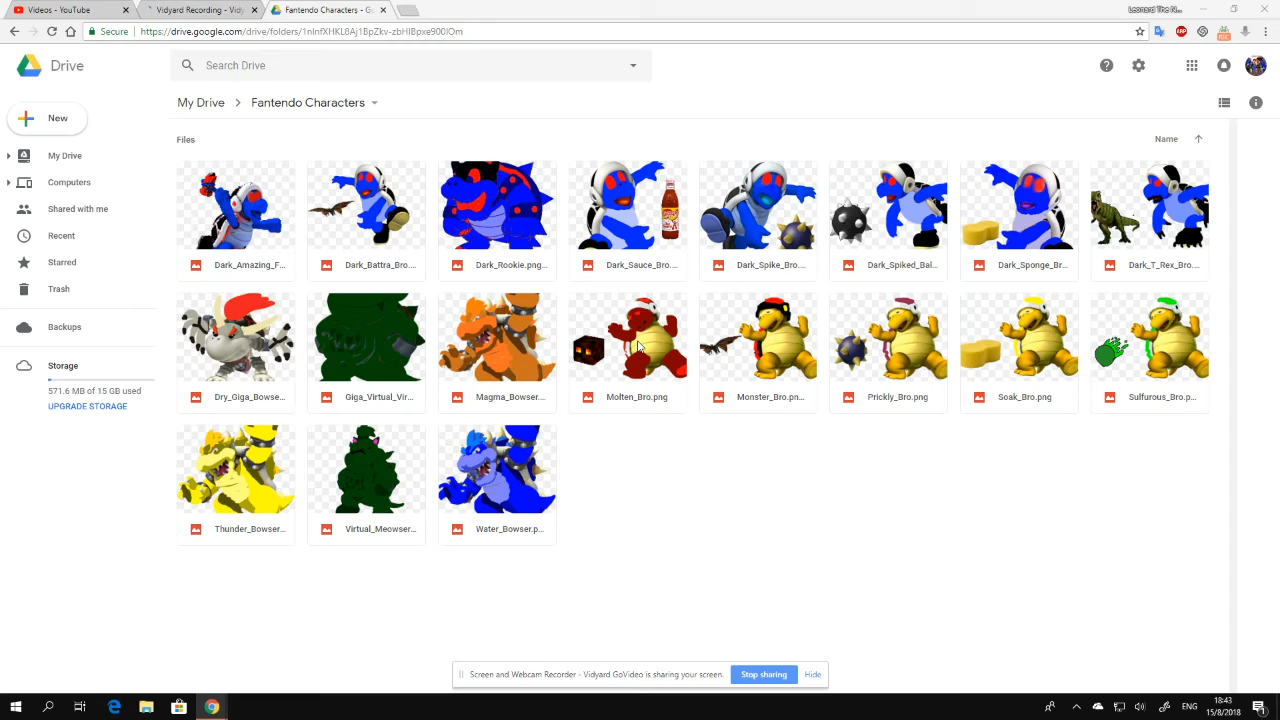 Videos - YouTube
Vidyard Recording - Vidy
Fantendo Characters - Go
Leonard The N...
Secure
https://drive.google.com/drive/folders/1nInfXHKL8Aj1BpZkv-zbHIBpxe900IOm
Drive
Search Drive
My Drive > Fantendo Characters
New
Files
Name
My Drive
Computers
Shared with me
Recent
Starred
Trash
Backups
Storage
571.6 MB of 15 GB used
UPGRADE STORAGE
Dark_Amazing_F...
Dark_Battra_Bro....
Dark_Rookie.png...
Dark_Sauce_Bro....
Dark_Spike_Bro....
Dark_Spiked_Bal...
Dark_Sponge_Br...
Dark_T_Rex_Bro....
Dry_Giga_Bowse...
Giga_Virtual_Vir...
Magma_Bowser....
Molten_Bro.png
Monster_Bro.pn...
Prickly_Bro.png
Soak_Bro.png
Sulfurous_Bro.p...
Thunder_Bowser...
Virtual_Meowser...
Water_Bowser.p...
Screen and Webcam Recorder - Vidyard GoVideo is sharing your screen.
Stop sharing
Hide
ENG
18:43
15/8/2018